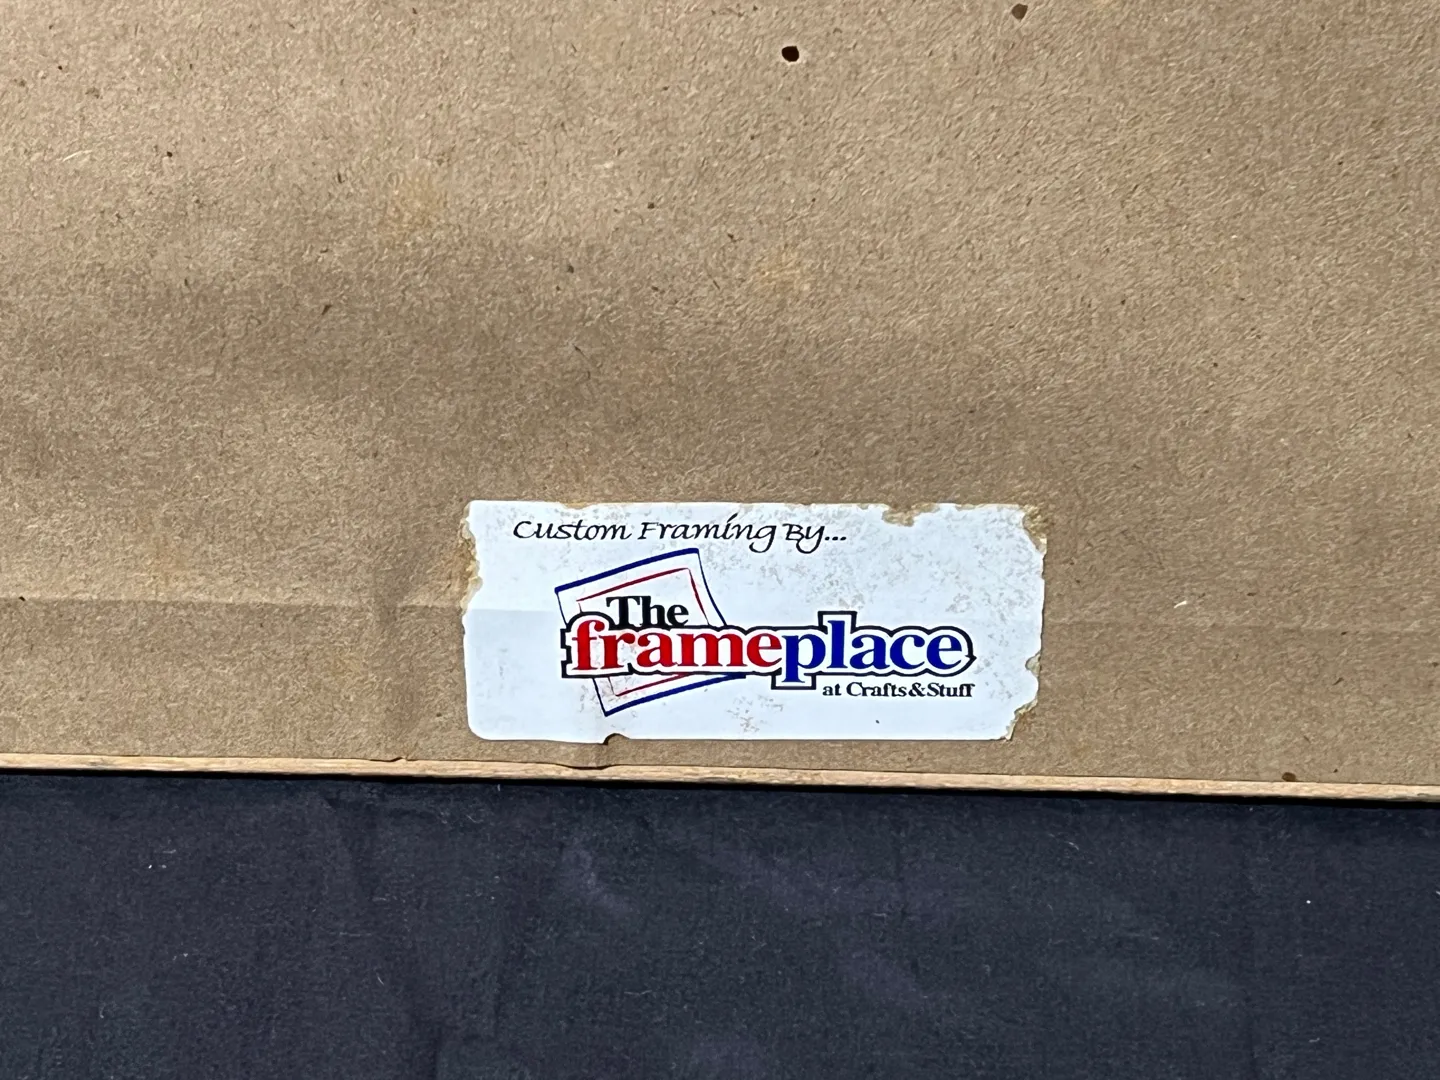 Custom Framing By...
The
frameplace
at Crafts&Stuff